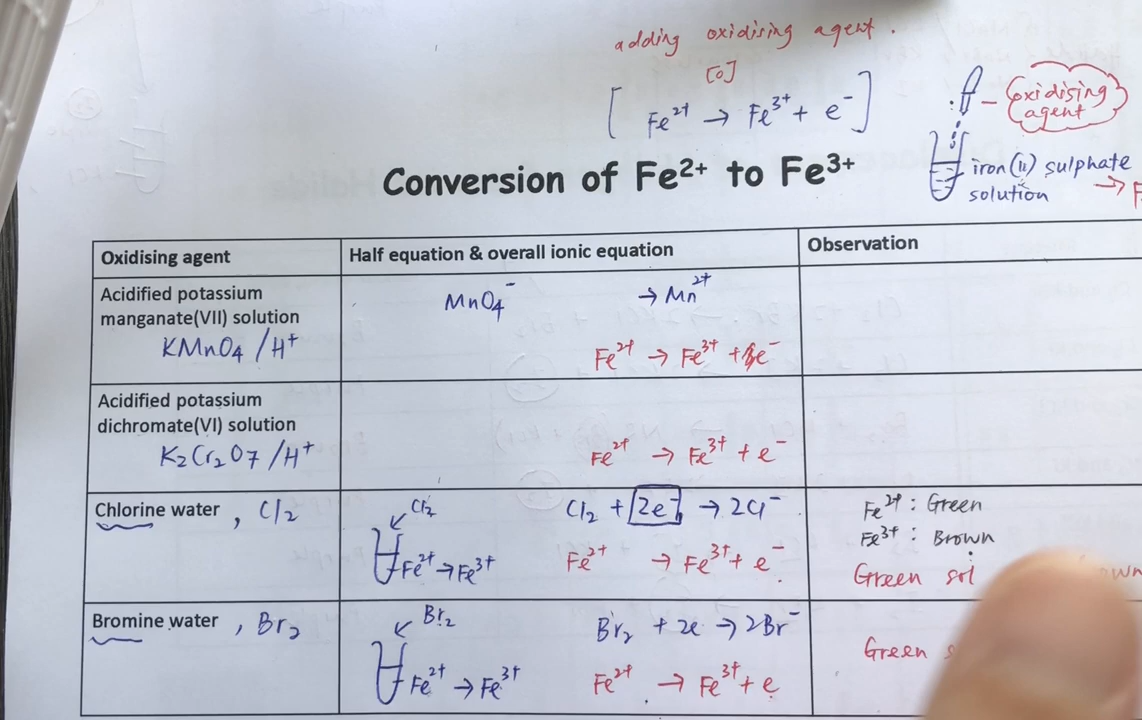 adding oxidising agent.
[O]
[ Fe²⁺ → Fe³⁺ + e⁻ ]
oxidising
agent
iron (II) sulphate
solution
→ F
Conversion of Fe²⁺ to Fe³⁺
Oxidising agent
Half equation & overall ionic equation
Observation
Acidified potassium
manganate(VII) solution
KMnO₄ / H⁺
MnO₄⁻ → Mn²⁺
Fe²⁺ → Fe³⁺ + e⁻
Acidified potassium
dichromate(VI) solution
K₂Cr₂O₇ / H⁺
Fe²⁺ → Fe³⁺ + e⁻
Chlorine water , Cl₂
Cl₂
Fe²⁺ → Fe³⁺
Cl₂ + 2e⁻ → 2Cl⁻
Fe²⁺ → Fe³⁺ + e⁻
Fe²⁺ : Green
Fe³⁺ : Brown
Green sol own
Bromine water , Br₂
Br₂
Fe²⁺ → Fe³⁺
Br₂ + 2e → 2Br⁻
Fe²⁺ → Fe³⁺ + e
Green s